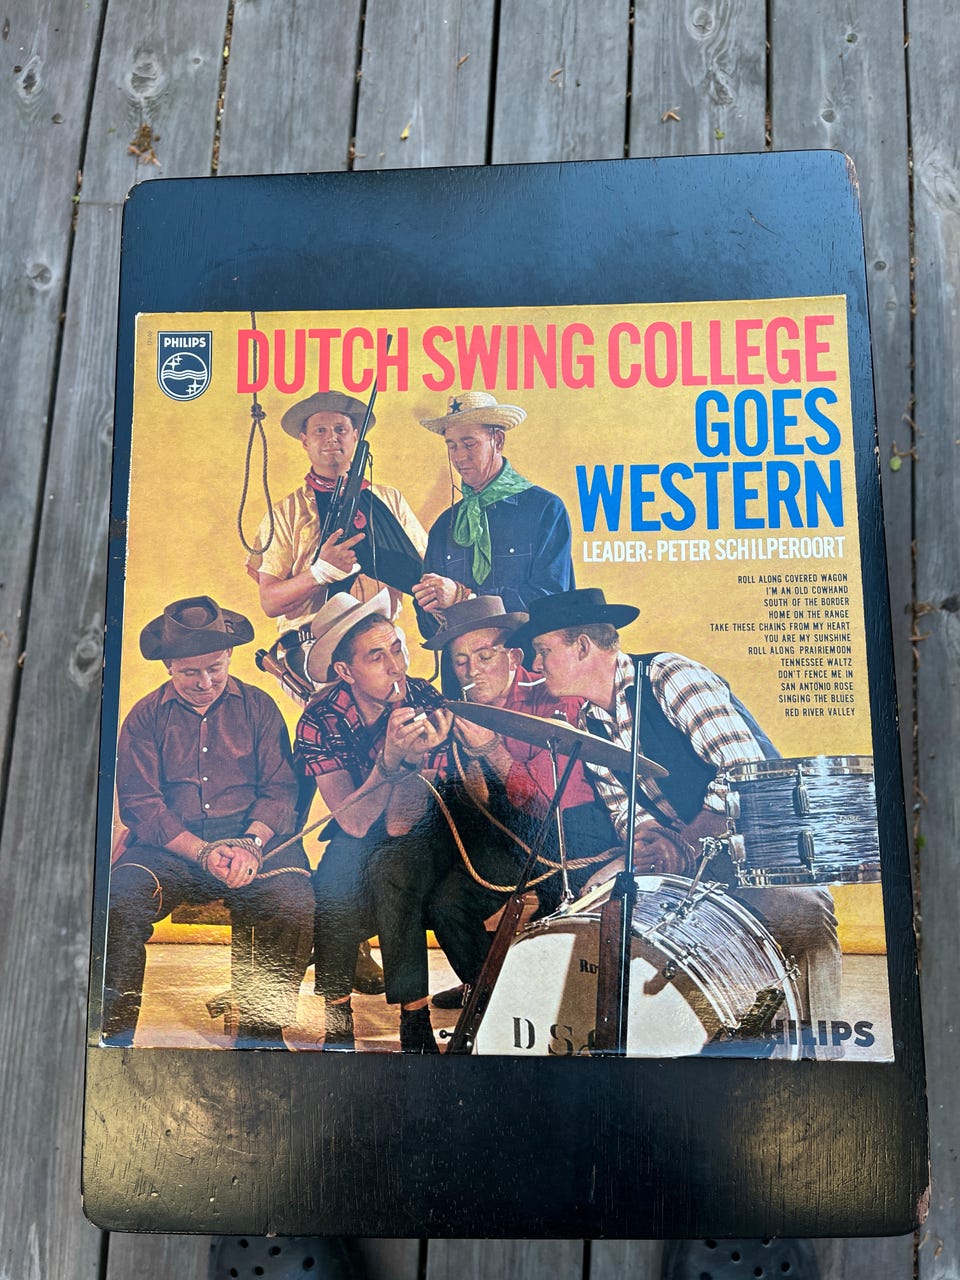 PHILIPS
DUTCH SWING COLLEGE
GOES
WESTERN
LEADER: PETER SCHILPEROORT
ROLL ALONG COVERED WAGON
I'M AN OLD COWHAND
SOUTH OF THE BORDER
HOME ON THE RANGE
TAKE THESE CHAINS FROM MY HEART
YOU ARE MY SUNSHINE
ROLL ALONG PRAIRIEMOON
TENNESSEE WALTZ
DON'T FENCE ME IN
SAN ANTONIO ROSE
SINGING THE BLUES
RED RIVER VALLEY
D S
PHILIPS